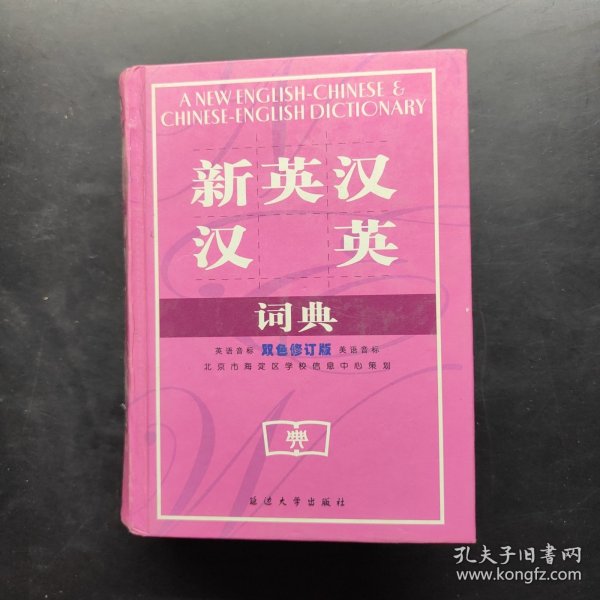 A NEW ENGLISH-CHINESE &
CHINESE-ENGLISH DICTIONARY
新英汉
汉 英
词典
英语音标 双色修订版 美语音标
北京市海淀区学校信息中心策划
典
延边大学出版社
孔夫子旧书网
www.kongfz.com